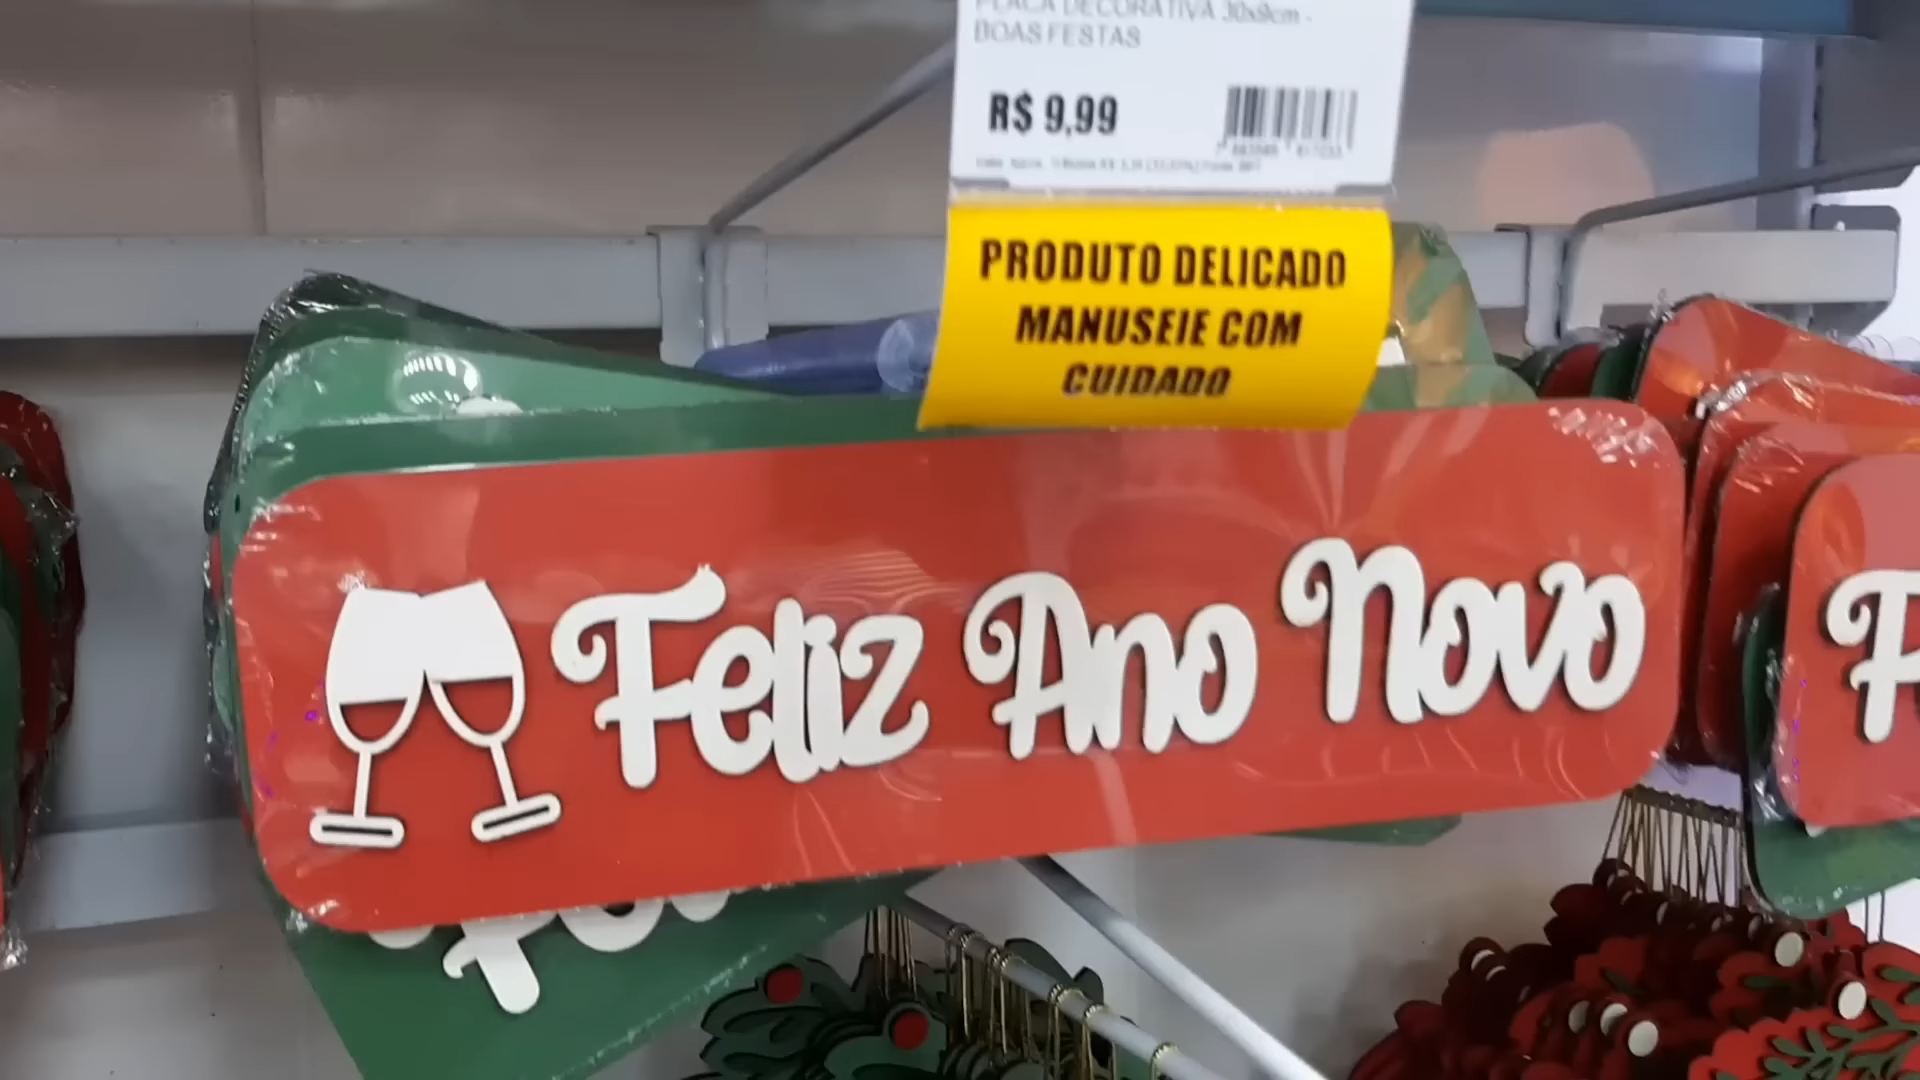 PLACA DECORATIVA 30x9cm -
BOAS FESTAS
R$ 9,99
PRODUTO DELICADO
MANUSEIE COM
CUIDADO
Feliz Ano Novo